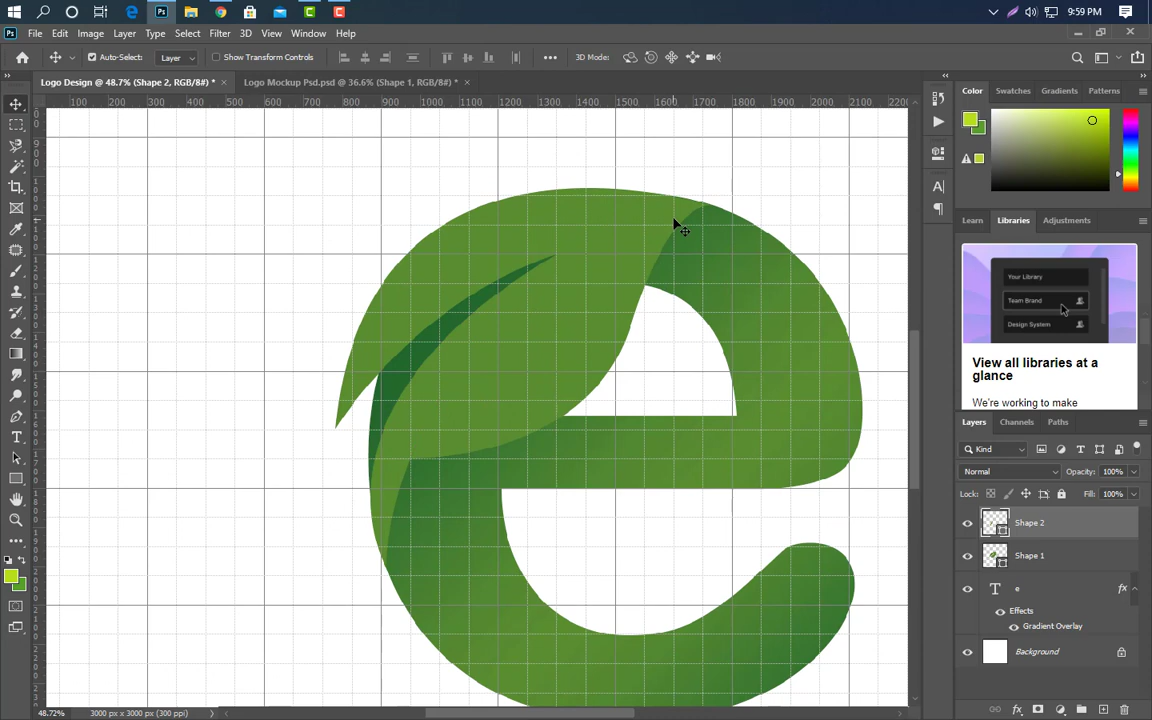 9:59 PM
Ps File Edit Image Layer Type Select Filter 3D View Window Help
Auto-Select: Layer Show Transform Controls 3D Mode:
Logo Design @ 48.7% (Shape 2, RGB/8#) * × Logo Mockup Psd.psd @ 36.6% (Shape 1, RGB/8#) * ×
100 200 300 700 800 900 1000 1100 1200 1300 1400 1500 1600 1700 1800 1900 2000 2100 2200
Color Swatches Gradients Patterns
Learn Libraries Adjustments
Your Library
Team Brand
Design System
View all libraries at a
glance
We're working to make
Layers Channels Paths
Kind
Normal Opacity: 100%
Lock: Fill: 100%
Shape 2
Shape 1
T e fx
Effects
Gradient Overlay
Background
48.72% 3000 px x 3000 px (300 ppi)